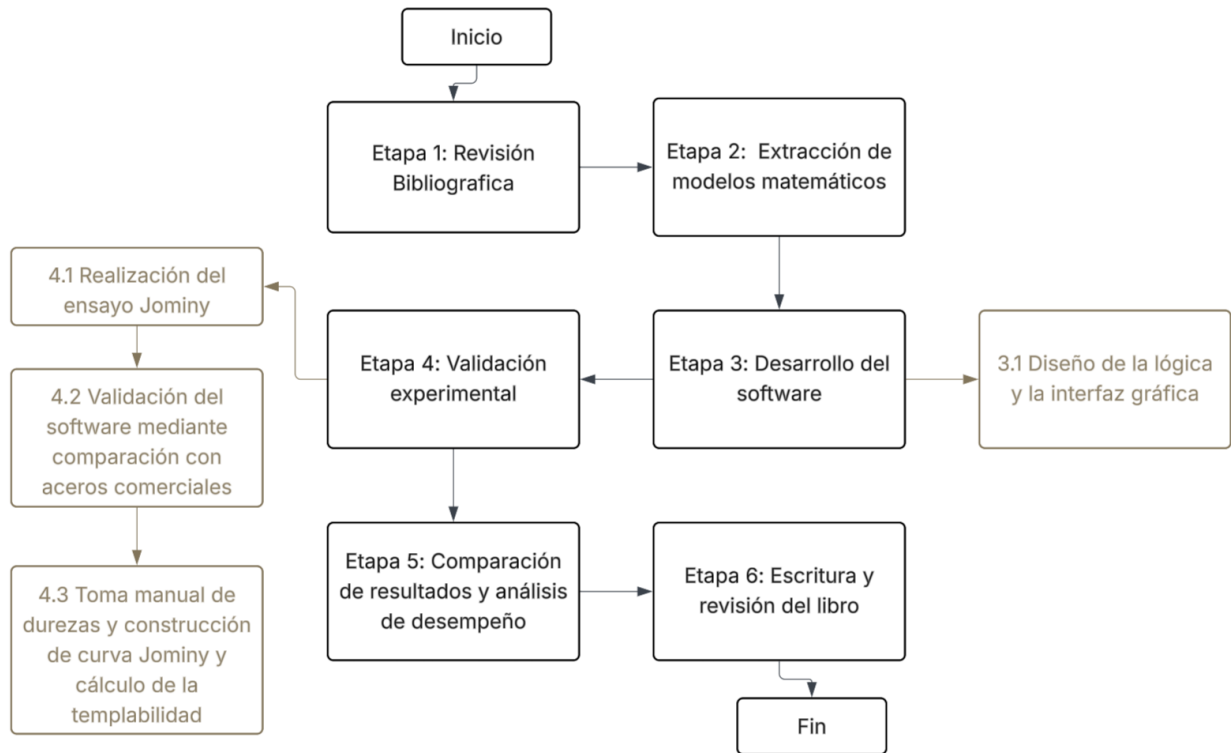 Inicio
Etapa 1: Revisión
Bibliografica
Etapa 2: Extracción de
modelos matemáticos
4.1 Realización del
ensayo Jominy
Etapa 4: Validación
experimental
Etapa 3: Desarrollo del
software
3.1 Diseño de la lógica
y la interfaz gráfica
4.2 Validación del
software mediante
comparación con
aceros comerciales
Etapa 5: Comparación
de resultados y análisis
de desempeño
Etapa 6: Escritura y
revisión del libro
4.3 Toma manual de
durezas y construcción
de curva Jominy y
cálculo de la
templabilidad
Fin